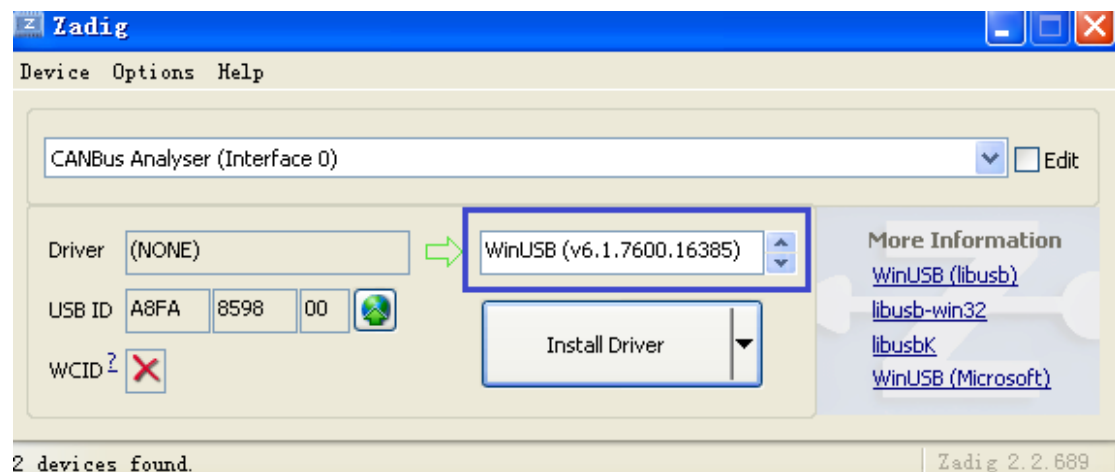 Zadig
Device Options Help
CANBus Analyser (Interface 0)
Edit
Driver (NONE)
WinUSB (v6.1.7600.16385)
USB ID A8FA 8598 00
WCID ?
Install Driver
More Information
WinUSB (libusb)
libusb-win32
libusbK
WinUSB (Microsoft)
2 devices found.
Zadig 2.2.689